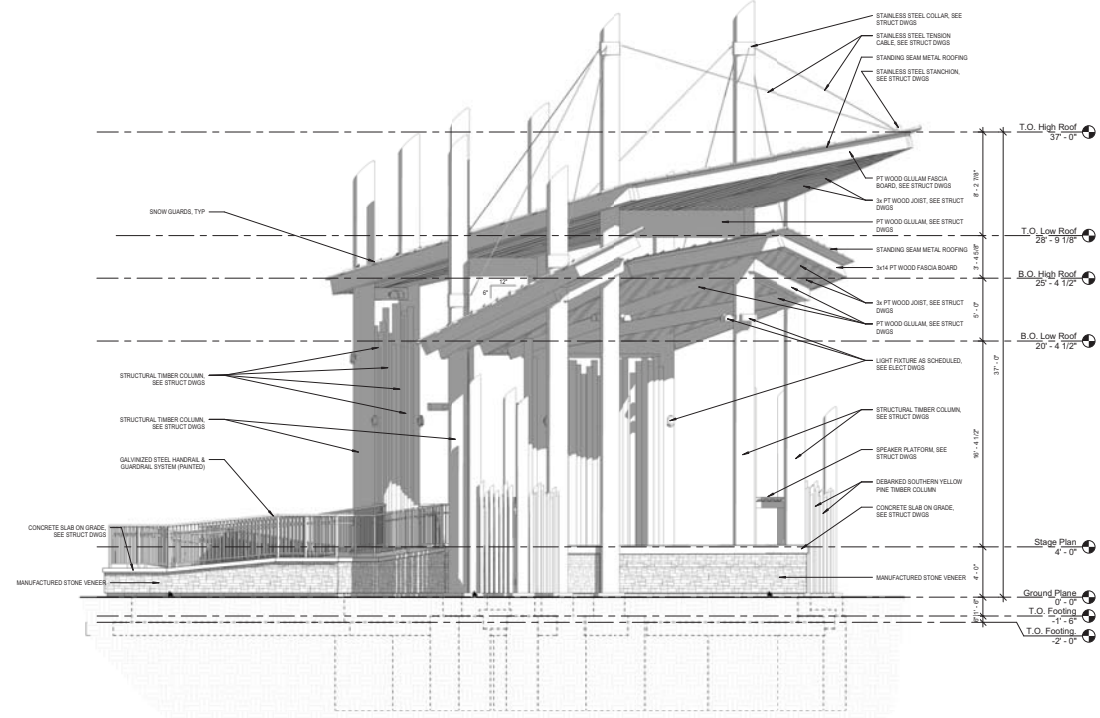 STAINLESS STEEL COLLAR, SEE
STRUCT DWGS
STAINLESS STEEL TENSION
CABLE, SEE STRUCT DWGS
STANDING SEAM METAL ROOFING
STAINLESS STEEL STANCHION,
SEE STRUCT DWGS
T.O. High Roof
37' - 0"
8' - 2 7/8"
PT WOOD GLULAM FASCIA
BOARD, SEE STRUCT DWGS
3x PT WOOD JOIST, SEE STRUCT
DWGS
SNOW GUARDS, TYP
PT WOOD GLULAM, SEE STRUCT
DWGS
T.O. Low Roof
28' - 9 1/8"
STANDING SEAM METAL ROOFING
3' - 4 5/8"
3x14 PT WOOD FASCIA BOARD
B.O. High Roof
25' - 4 1/2"
12"
6"
3x PT WOOD JOIST, SEE STRUCT
DWGS
5' - 0"
PT WOOD GLULAM, SEE STRUCT
DWGS
B.O. Low Roof
20' - 4 1/2"
LIGHT FIXTURE AS SCHEDULED,
SEE ELECT DWGS
37' - 0"
STRUCTURAL TIMBER COLUMN,
SEE STRUCT DWGS
STRUCTURAL TIMBER COLUMN,
SEE STRUCT DWGS
STRUCTURAL TIMBER COLUMN,
SEE STRUCT DWGS
16' - 4 1/2"
GALVINIZED STEEL HANDRAIL &
GUARDRAIL SYSTEM (PAINTED)
SPEAKER PLATFORM, SEE
STRUCT DWGS
DEBARKED SOUTHERN YELLOW
PINE TIMBER COLUMN
CONCRETE SLAB ON GRADE,
SEE STRUCT DWGS
CONCRETE SLAB ON GRADE,
SEE STRUCT DWGS
Stage Plan
4' - 0"
MANUFACTURED STONE VENEER
MANUFACTURED STONE VENEER
4' - 0"
Ground Plane
0' - 0"
1' - 6"
T.O. Footing
-1' - 6"
T.O. Footing.
-2' - 0"